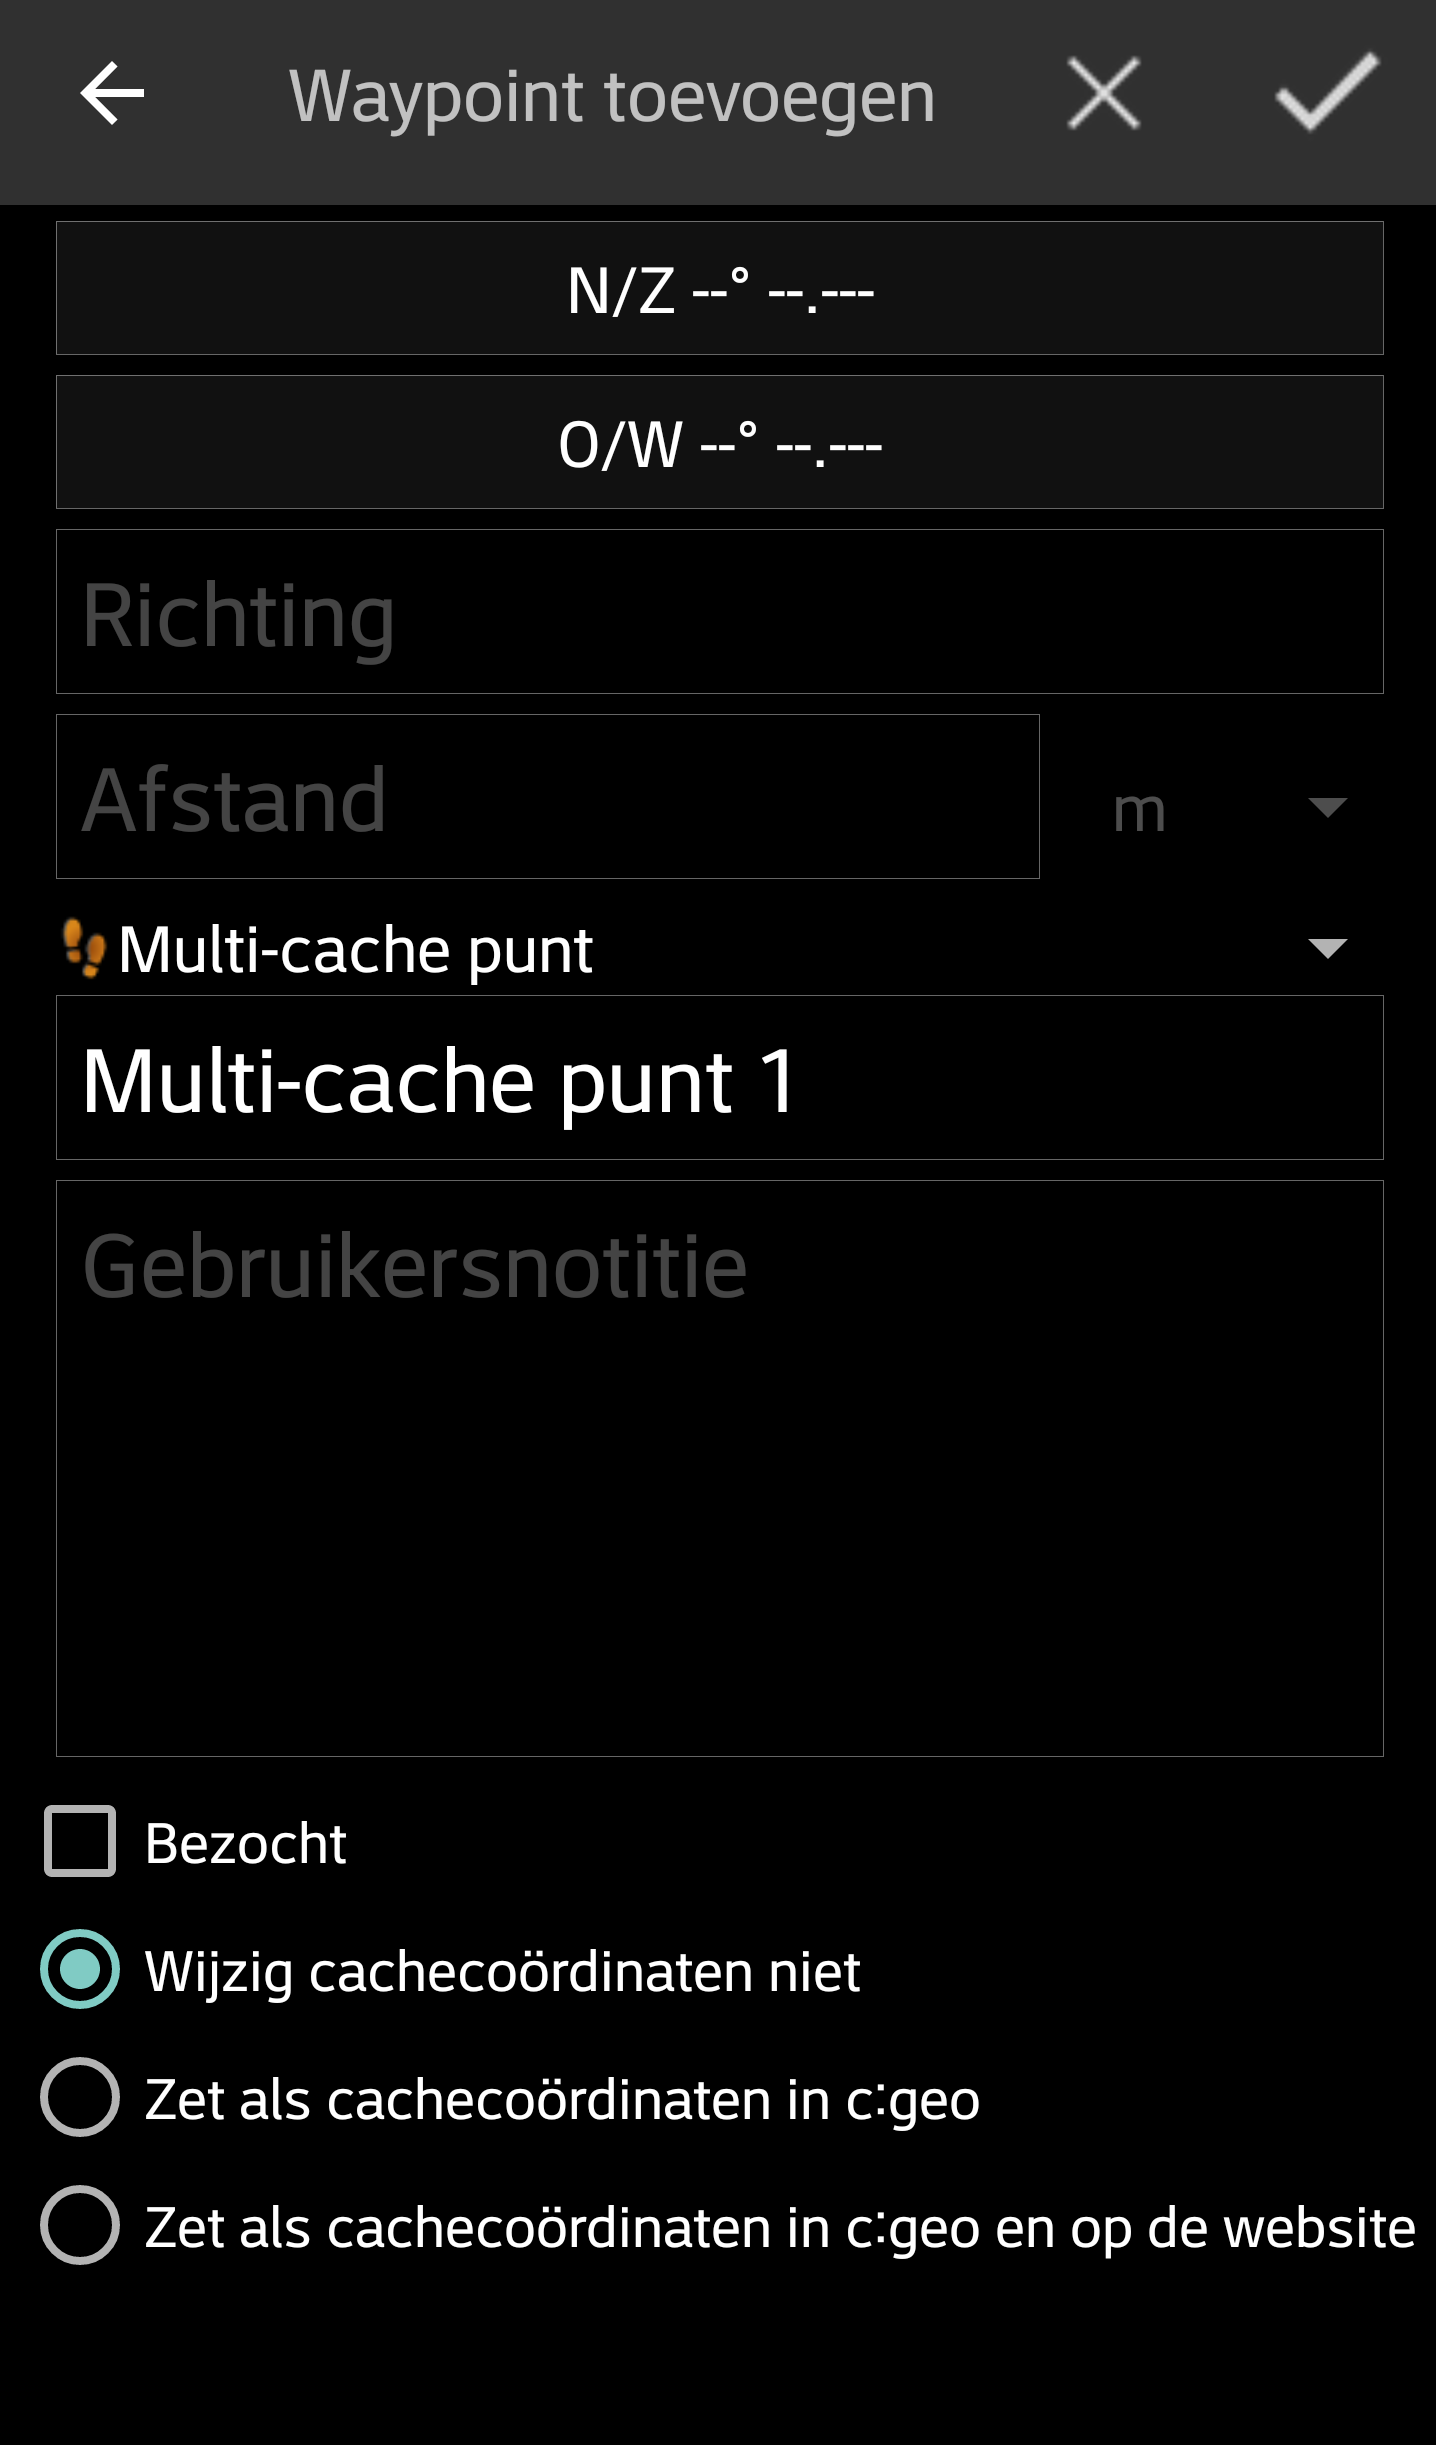 Waypoint toevoegen
N/Z --° --.---
O/W --° --.---
Richting
Afstand
m
Multi-cache punt
Multi-cache punt 1
Gebruikersnotitie
Bezocht
Wijzig cachecoördinaten niet
Zet als cachecoördinaten in c:geo
Zet als cachecoördinaten in c:geo en op de website